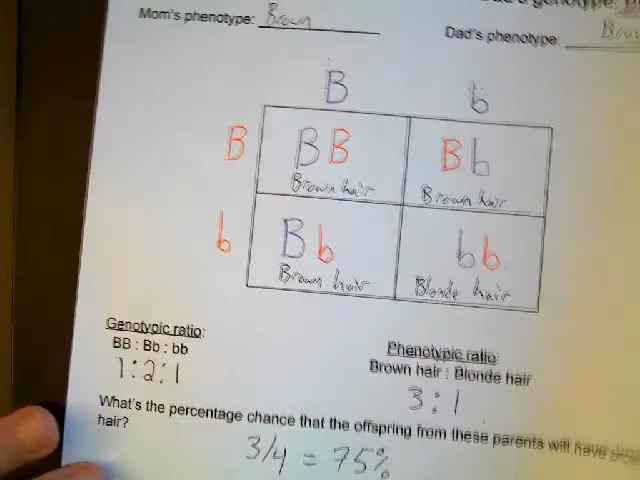 Dad's genotype:
Mom's phenotype: Brown
Dad's phenotype:
B b
B BB Bb
Brown hair Brown hair
b Bb bb
Brown hair Blonde hair
Genotypic ratio:
BB : Bb : bb
1:2:1
Phenotypic ratio:
Brown hair : Blonde hair
3:1
What's the percentage chance that the offspring from these parents will have
hair?
3/4 = 75%